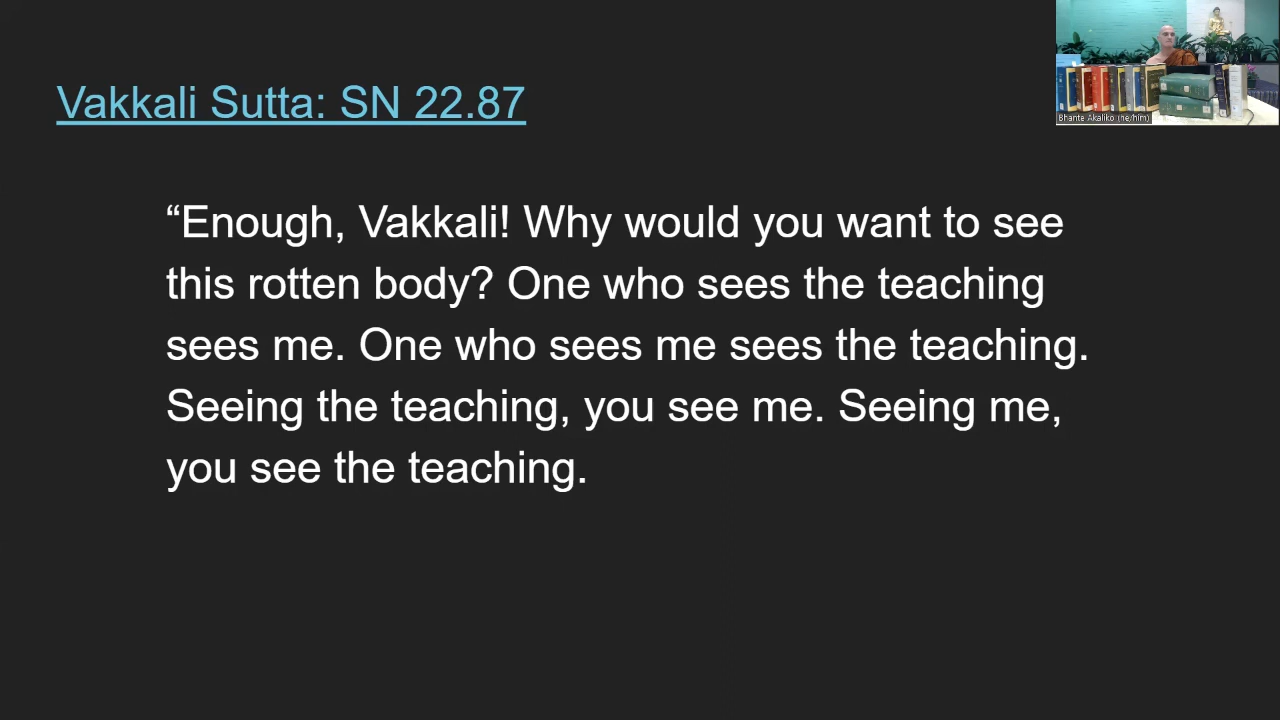 Vakkali Sutta: SN 22.87
“Enough, Vakkali! Why would you want to see
this rotten body? One who sees the teaching
sees me. One who sees me sees the teaching.
Seeing the teaching, you see me. Seeing me,
you see the teaching.
Bhante Akaliko (he/him)